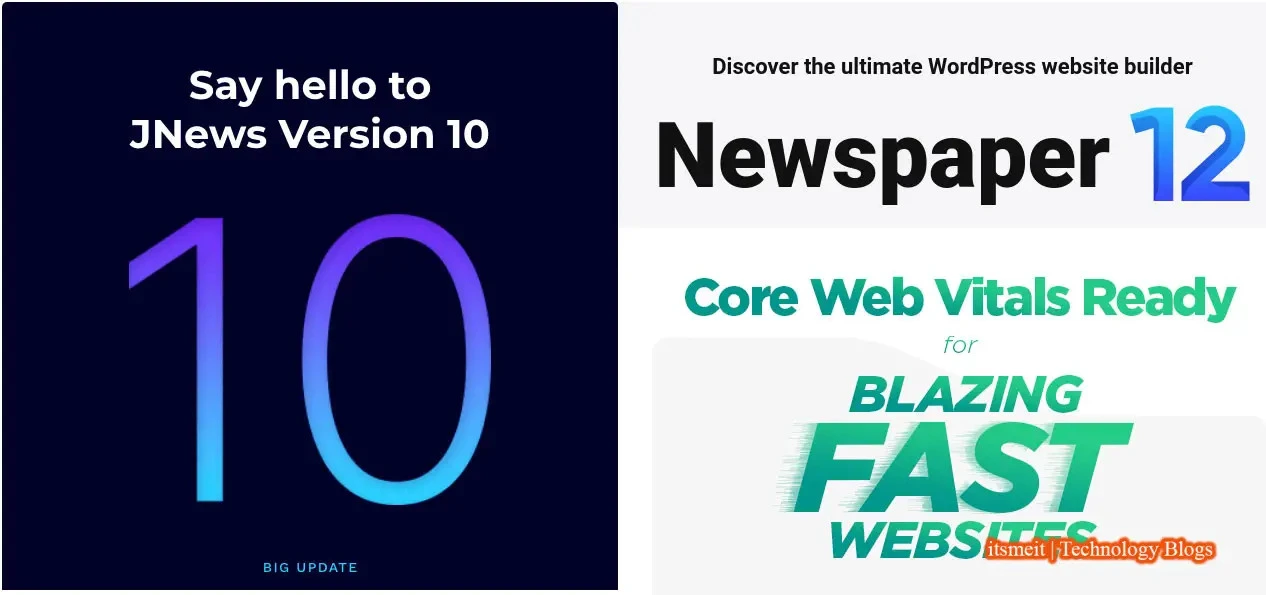 Say hello to
JNews Version 10
10
BIG UPDATE
Discover the ultimate WordPress website builder
Newspaper 12
Core Web Vitals Ready
for
BLAZING
FAST
WEBSITES
itsmeit | Technology Blogs